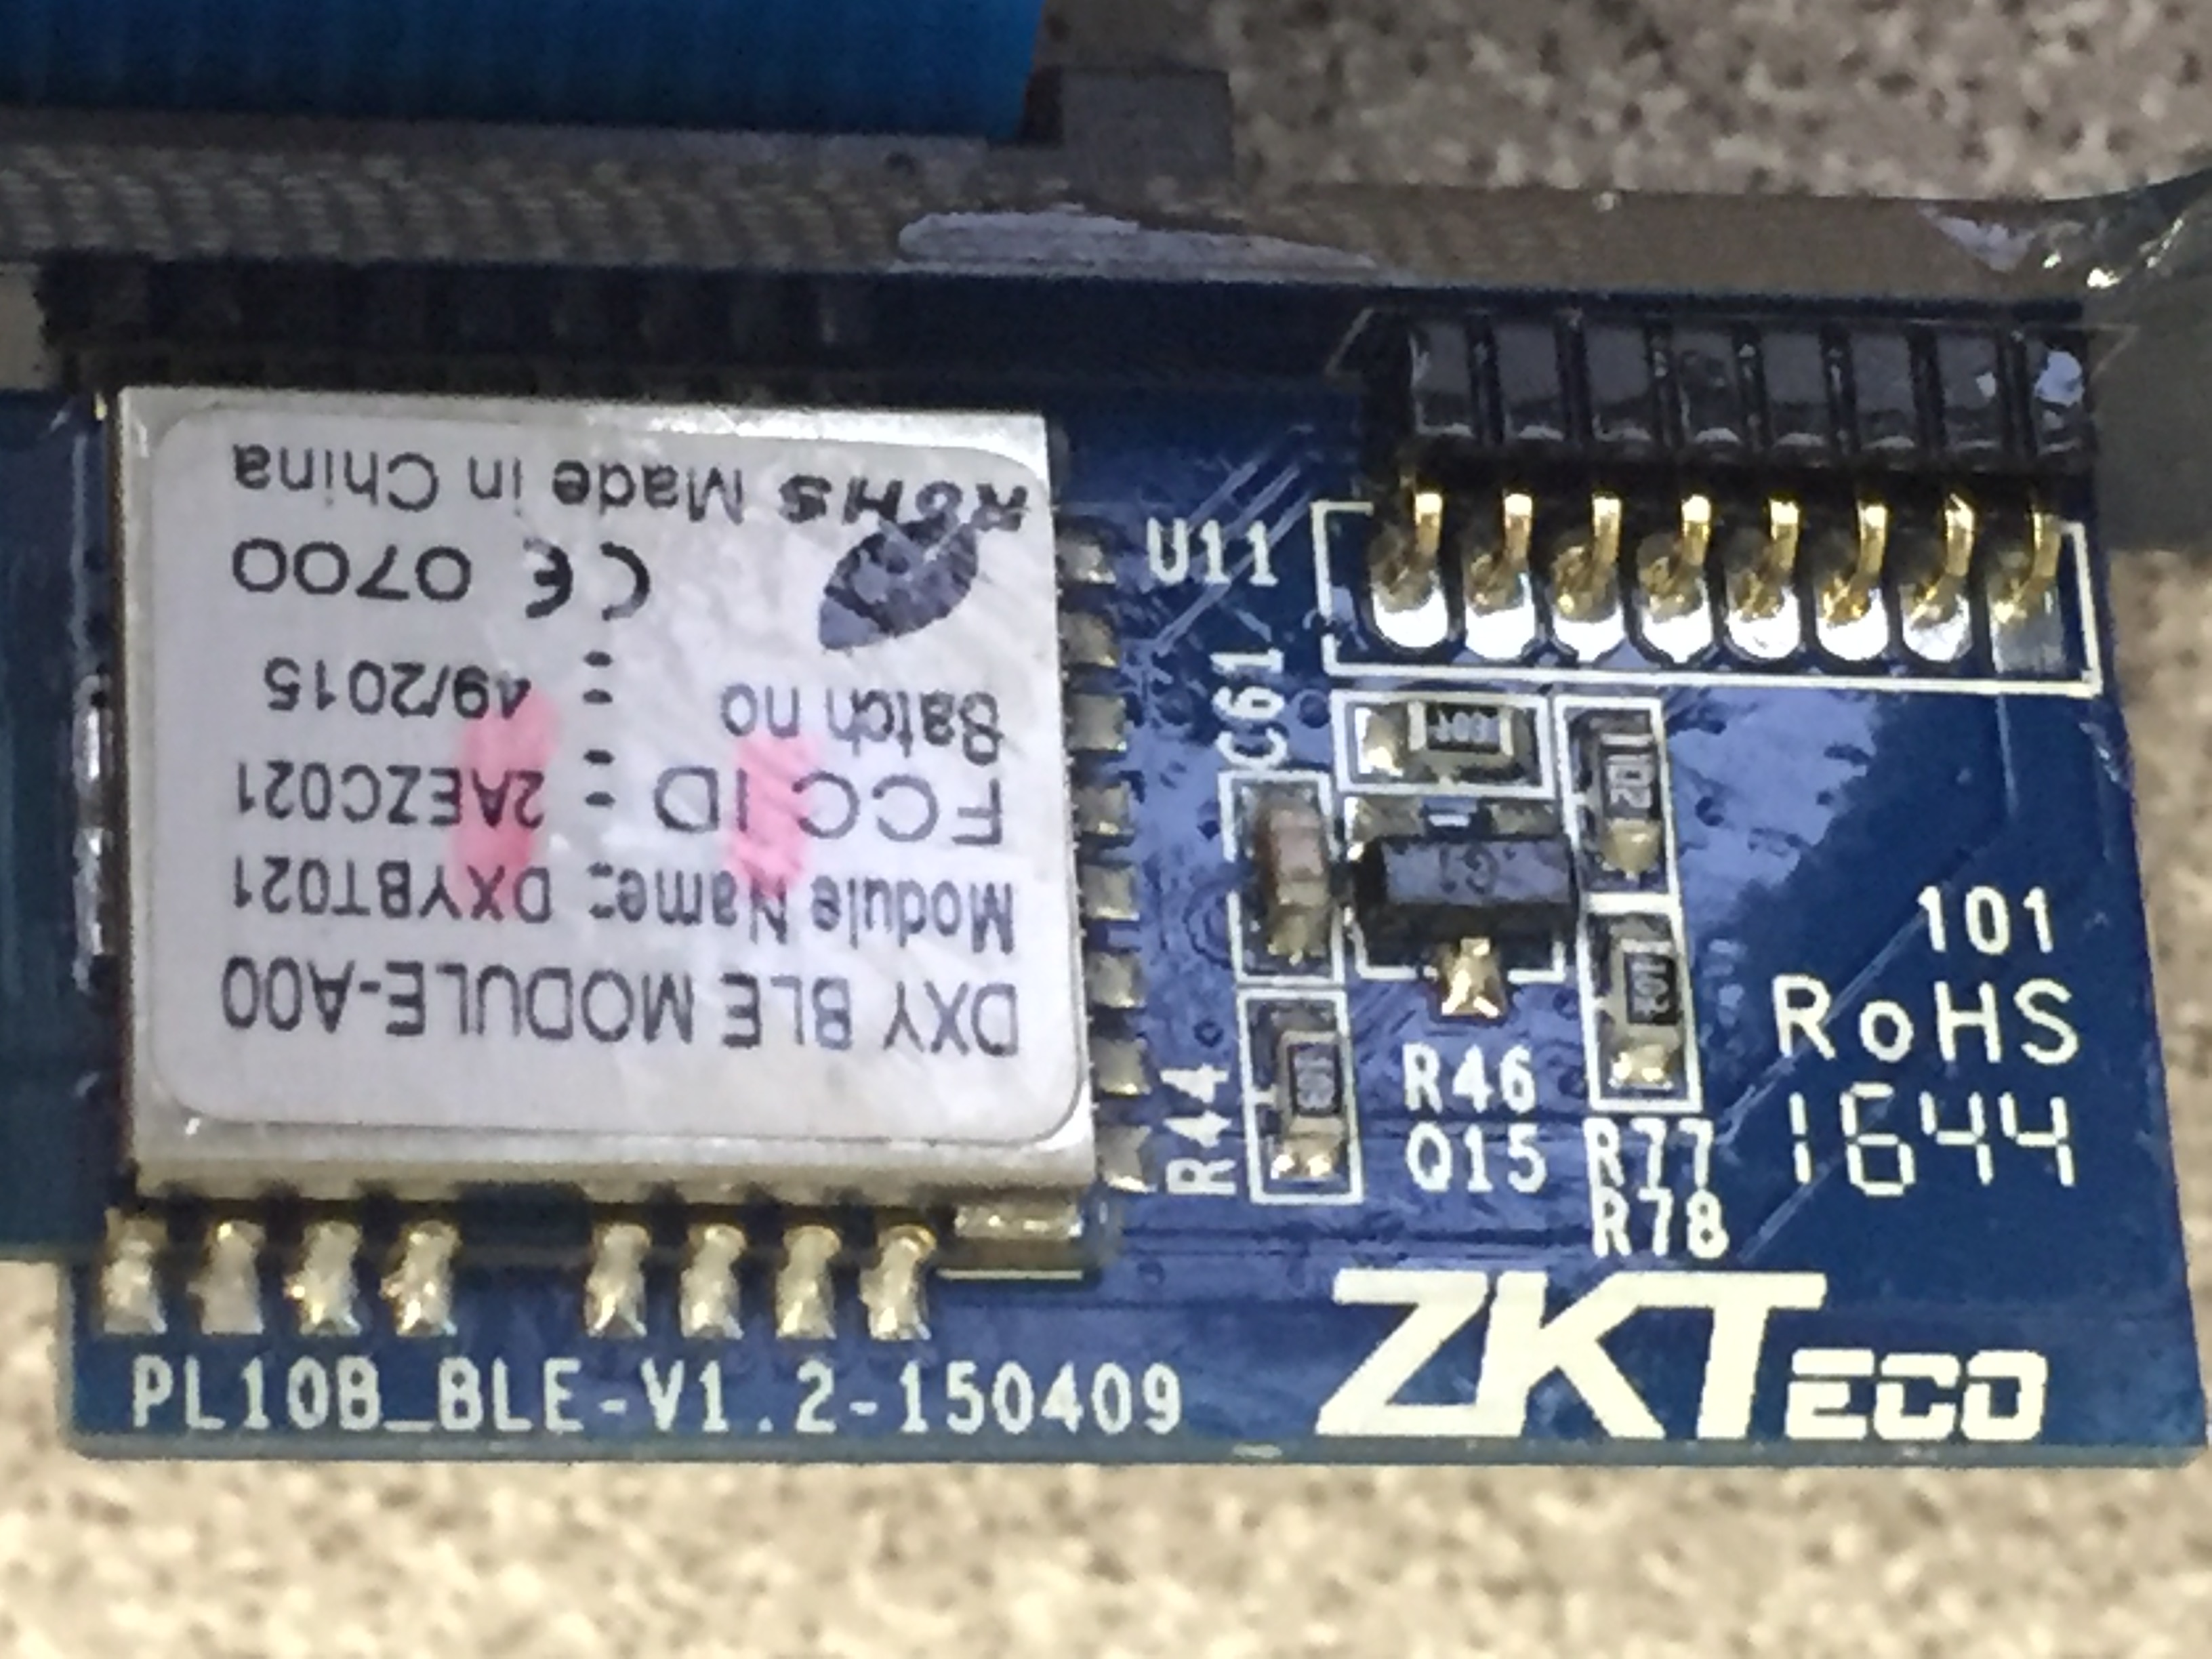 DXY BLE MODULE-A00
Module Name: DXYBT021
FCC ID : 2AEZC021
Batch no : 49/2015
CE 0700
RoHS Made in China
U11
C61
R44
R46
Q15
R77
R78
101
RoHS
1644
PL10B_BLE-V1.2-150409
ZKTECO